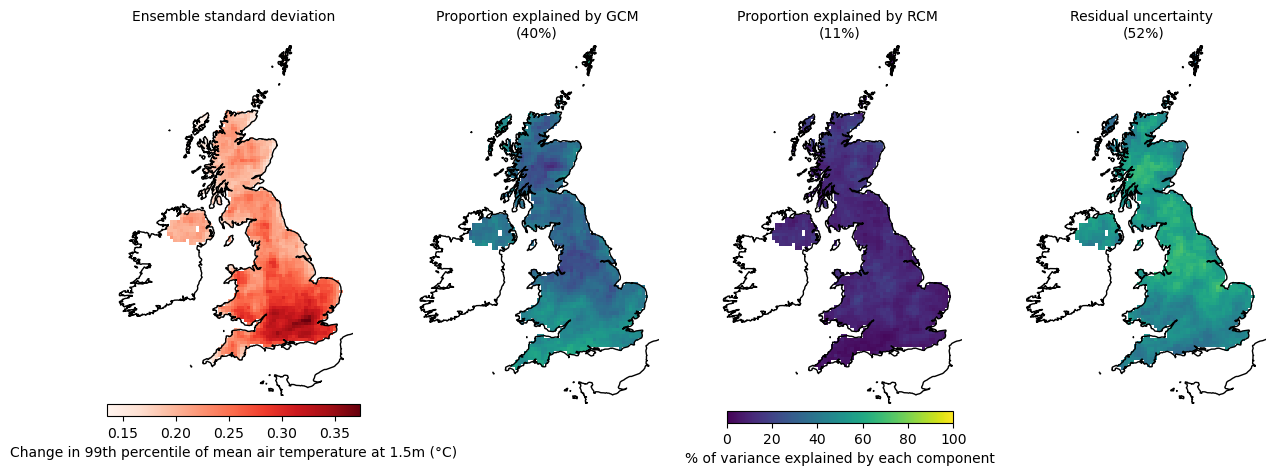 Ensemble standard deviation
Proportion explained by GCM
(40%)
Proportion explained by RCM
(11%)
Residual uncertainty
(52%)
0.15 0.20 0.25 0.30 0.35
Change in 99th percentile of mean air temperature at 1.5m (°C)
0 20 40 60 80 100
% of variance explained by each component